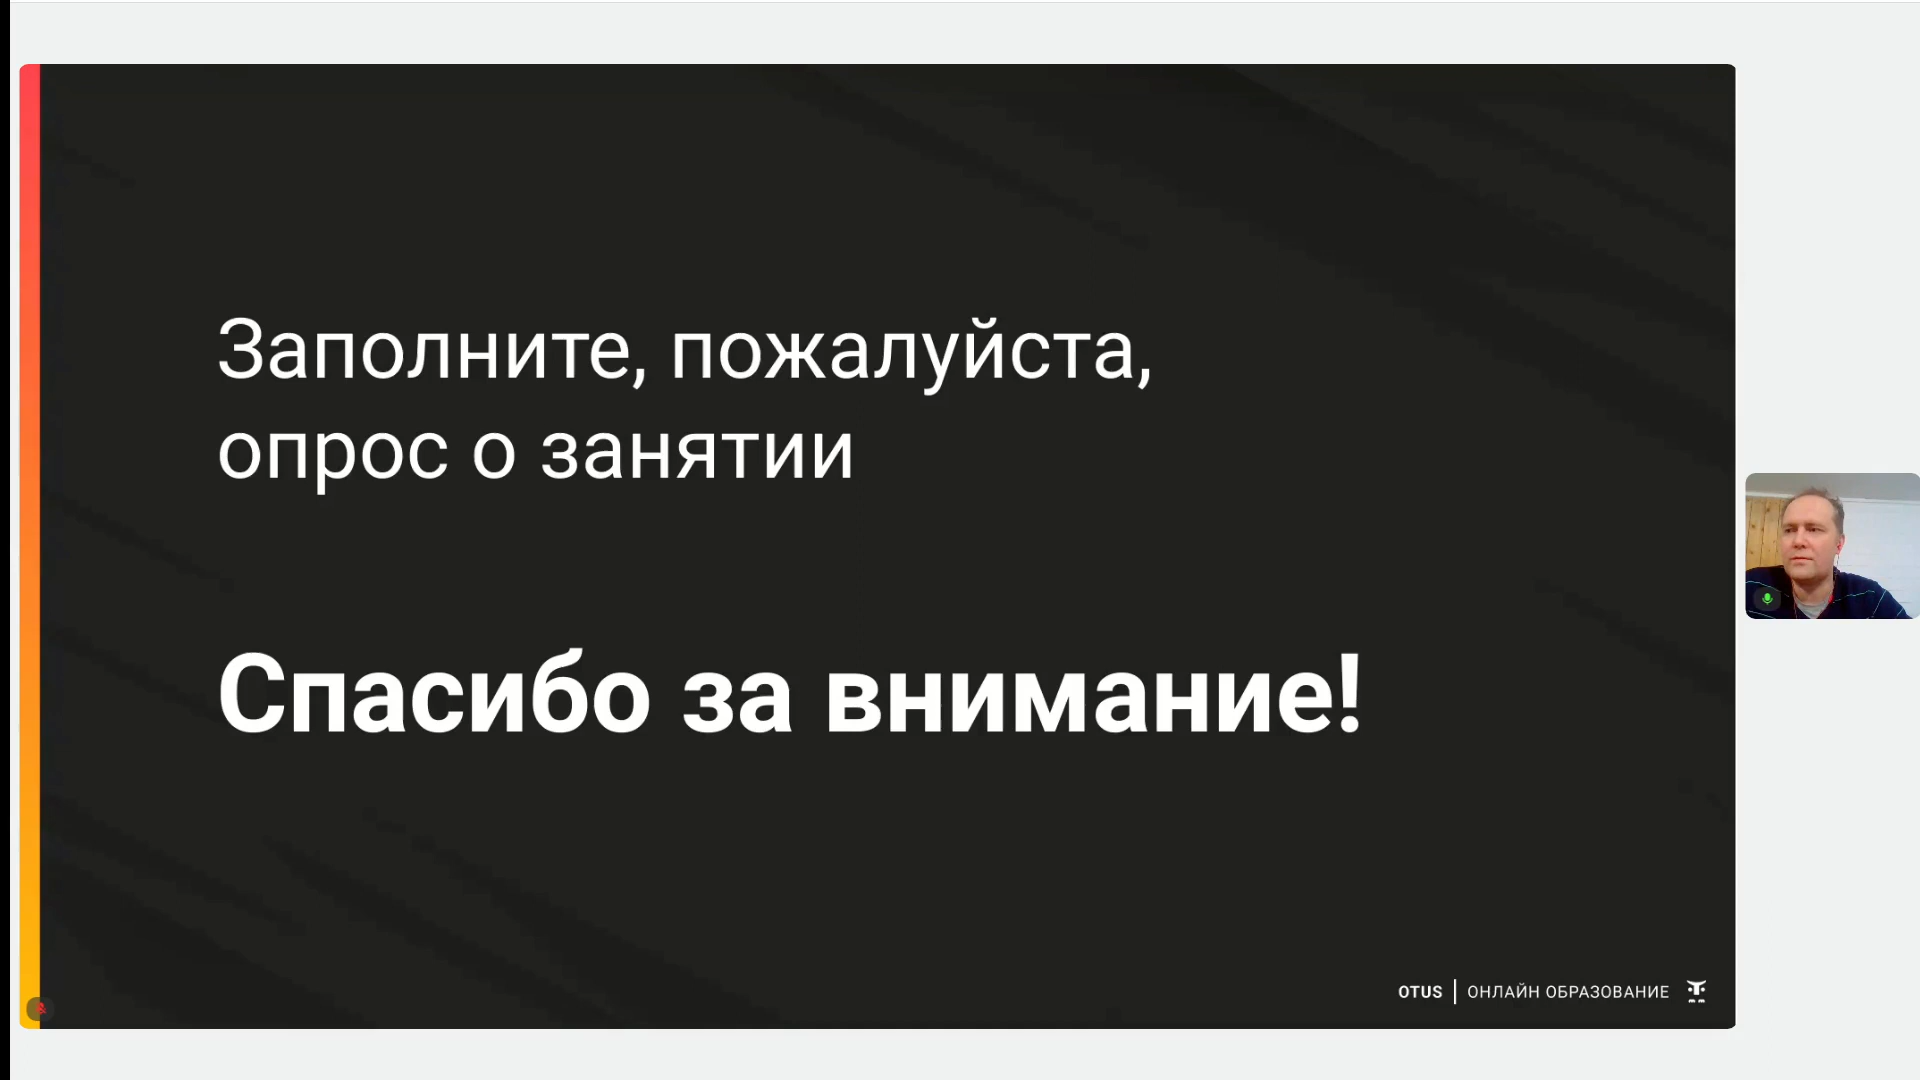 Заполните, пожалуйста,
опрос о занятии
Спасибо за внимание!
OTUS | ОНЛАЙН ОБРАЗОВАНИЕ